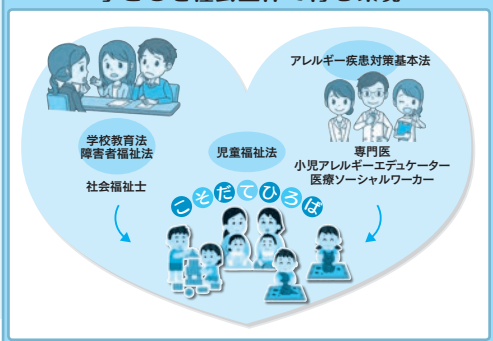 アレルギー疾患対策基本法
学校教育法
障害者福祉法
社会福祉士
児童福祉法
専門医
小児アレルギーエデュケーター
医療ソーシャルワーカー
こそだてひろば